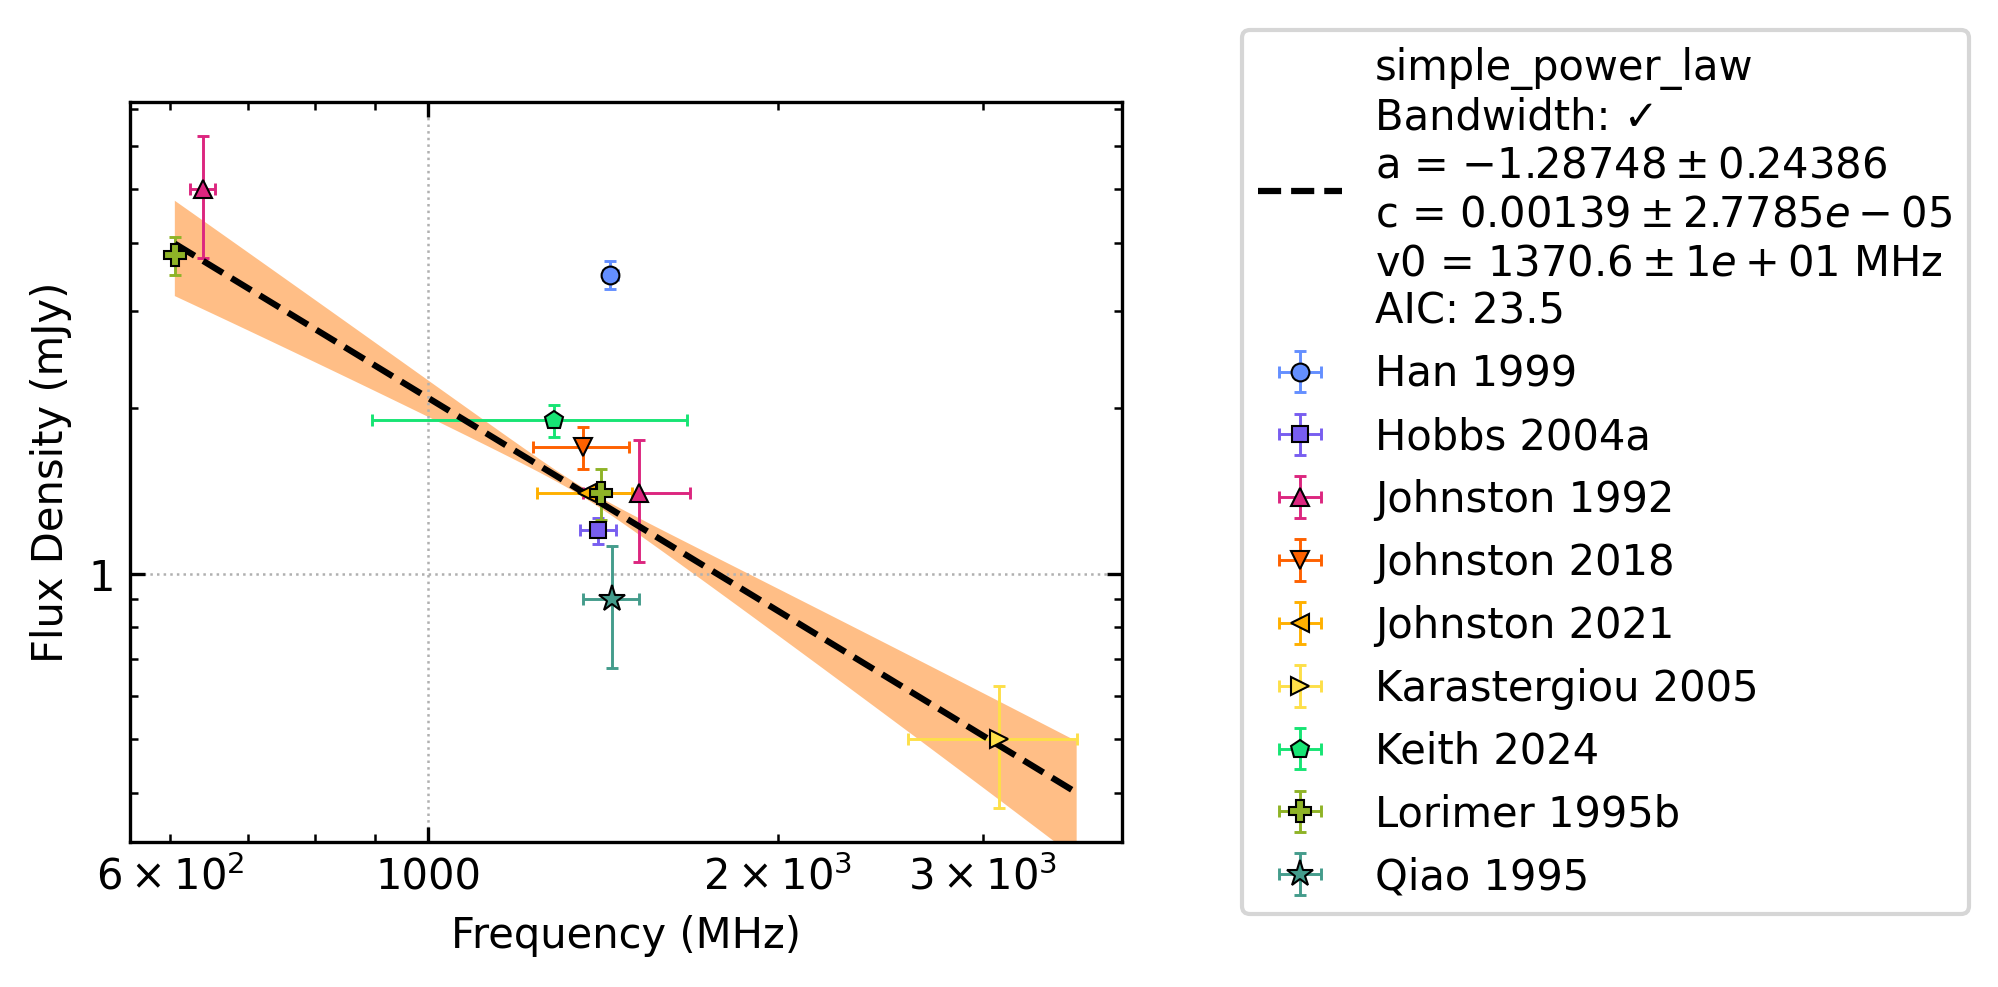 simple_power_law
Bandwidth: ✓
a = −1.28748 ± 0.24386
c = 0.00139 ± 2.7785e − 05
v0 = 1370.6 ± 1e + 01 MHz
AIC: 23.5
Han 1999
Hobbs 2004a
Johnston 1992
Johnston 2018
Johnston 2021
Karastergiou 2005
Keith 2024
Lorimer 1995b
Qiao 1995
Flux Density (mJy)
1
6 × 10² 1000 2 × 10³ 3 × 10³
Frequency (MHz)